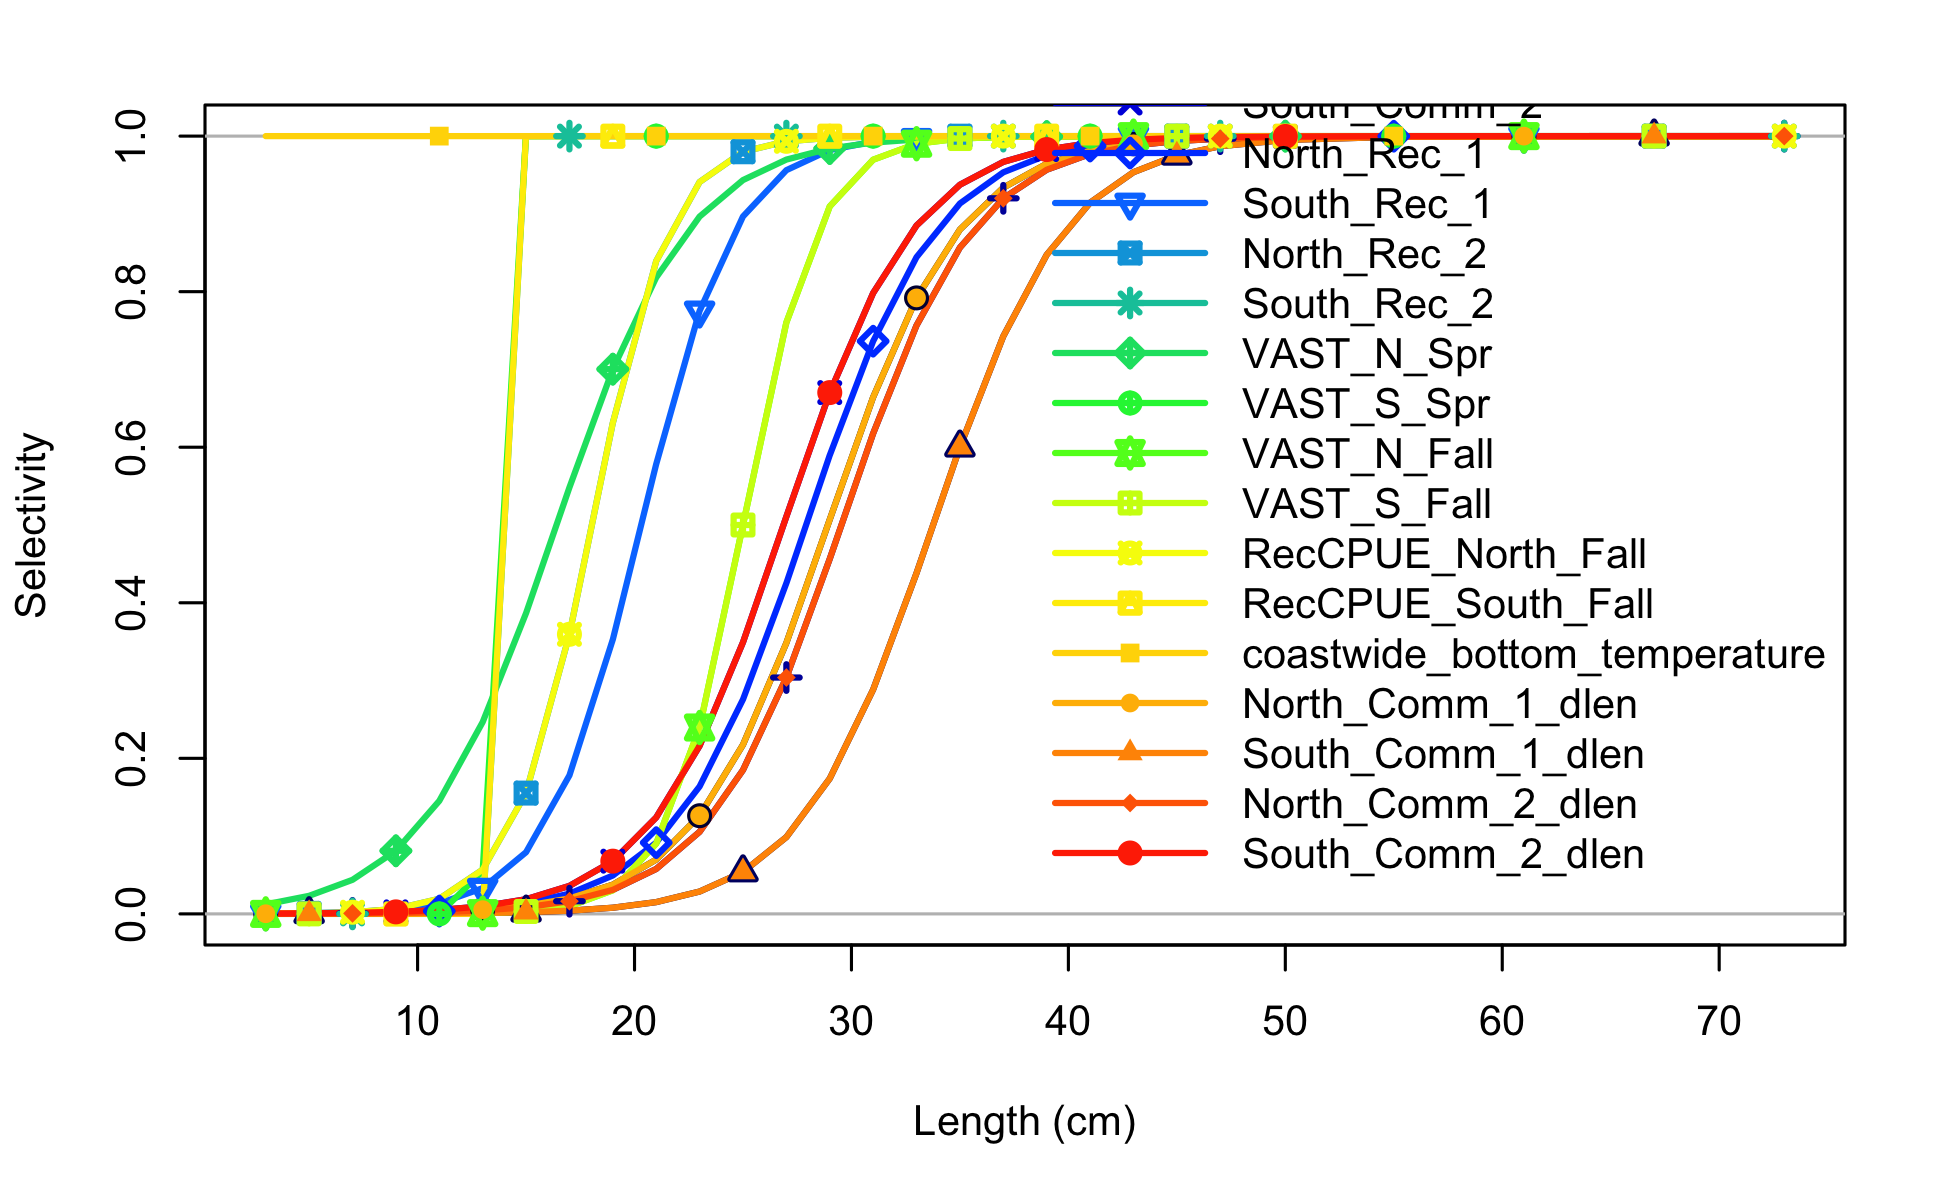 South_Comm_2
North_Rec_1
South_Rec_1
North_Rec_2
South_Rec_2
VAST_N_Spr
VAST_S_Spr
VAST_N_Fall
VAST_S_Fall
RecCPUE_North_Fall
RecCPUE_South_Fall
coastwide_bottom_temperature
North_Comm_1_dlen
South_Comm_1_dlen
North_Comm_2_dlen
South_Comm_2_dlen
1.0
0.8
0.6
0.4
0.2
0.0
Selectivity
10 20 30 40 50 60 70
Length (cm)